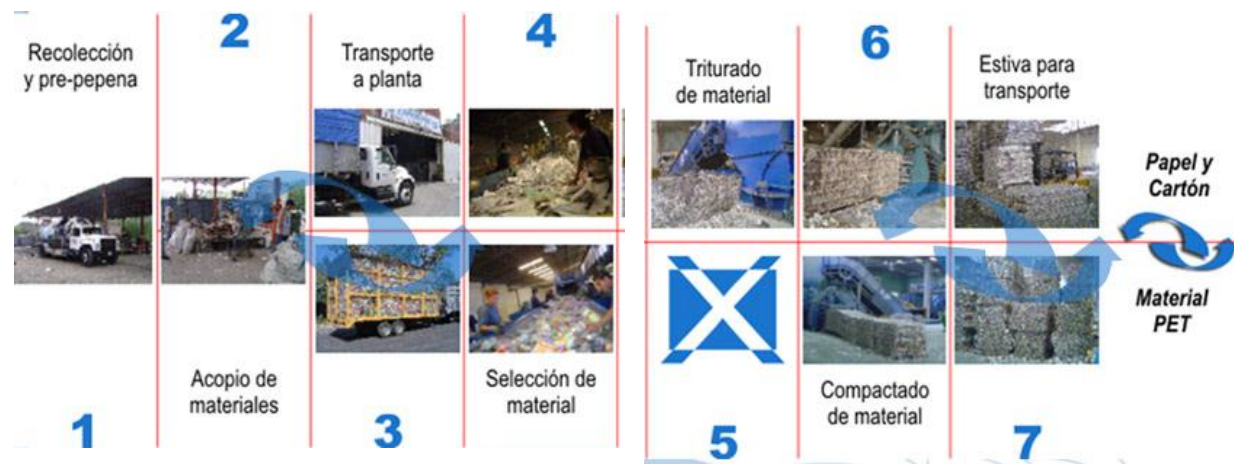 2
4
6
Recolección
y pre-pepena
Transporte
a planta
Triturado
de material
Estiva para
transporte
Papel y
Cartón
Material
PET
Acopio de
materiales
Selección de
material
Compactado
de material
1
3
5
7